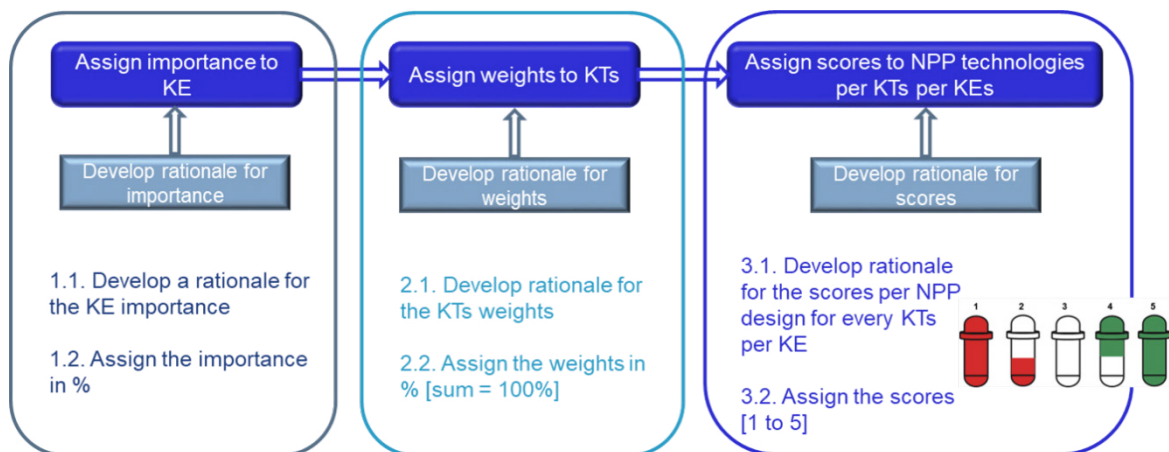 Assign importance to
KE
Assign weights to KTs
Assign scores to NPP technologies
per KTs per KEs
Develop rationale for
importance
Develop rationale for
weights
Develop rationale for
scores
1.1. Develop a rationale for
the KE importance
1.2. Assign the importance
in %
2.1. Develop rationale for
the KTs weights
2.2. Assign the weights in
% [sum = 100%]
3.1. Develop rationale
for the scores per NPP
design for every KTs
per KE
3.2. Assign the scores
[1 to 5]
1 2 3 4 5